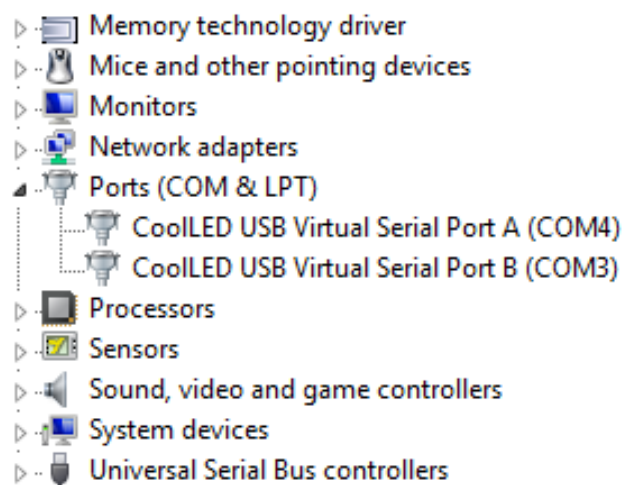 Memory technology driver
Mice and other pointing devices
Monitors
Network adapters
Ports (COM & LPT)
CoolLED USB Virtual Serial Port A (COM4)
CoolLED USB Virtual Serial Port B (COM3)
Processors
Sensors
Sound, video and game controllers
System devices
Universal Serial Bus controllers